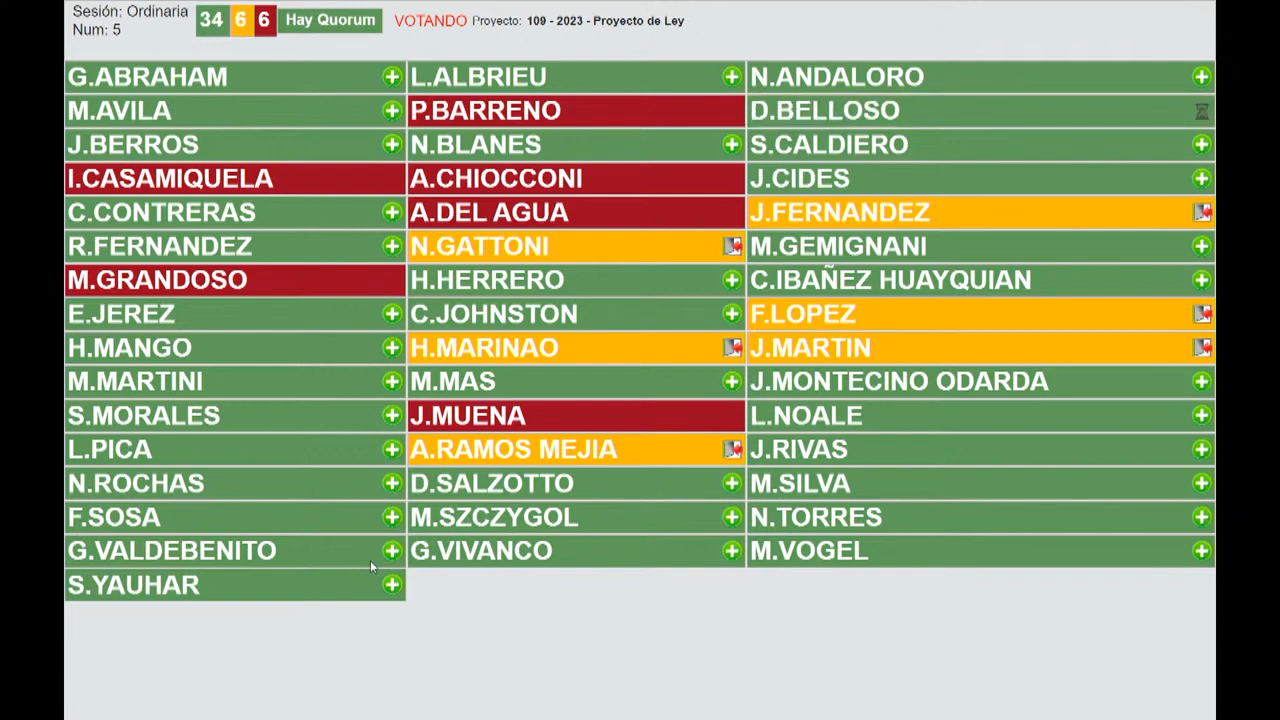 Sesión: Ordinaria
Num: 5
34 6 6 Hay Quorum VOTANDO Proyecto: 109 - 2023 - Proyecto de Ley
G.ABRAHAM L.ALBRIEU N.ANDALORO
M.AVILA P.BARRENO D.BELLOSO
J.BERROS N.BLANES S.CALDIERO
I.CASAMIQUELA A.CHIOCCONI J.CIDES
C.CONTRERAS A.DEL AGUA J.FERNANDEZ
R.FERNANDEZ N.GATTONI M.GEMIGNANI
M.GRANDOSO H.HERRERO C.IBAÑEZ HUAYQUIAN
E.JEREZ C.JOHNSTON F.LOPEZ
H.MANGO H.MARINAO J.MARTIN
M.MARTINI M.MAS J.MONTECINO ODARDA
S.MORALES J.MUENA L.NOALE
L.PICA A.RAMOS MEJIA J.RIVAS
N.ROCHAS D.SALZOTTO M.SILVA
F.SOSA M.SZCZYGOL N.TORRES
G.VALDEBENITO G.VIVANCO M.VOGEL
S.YAUHAR